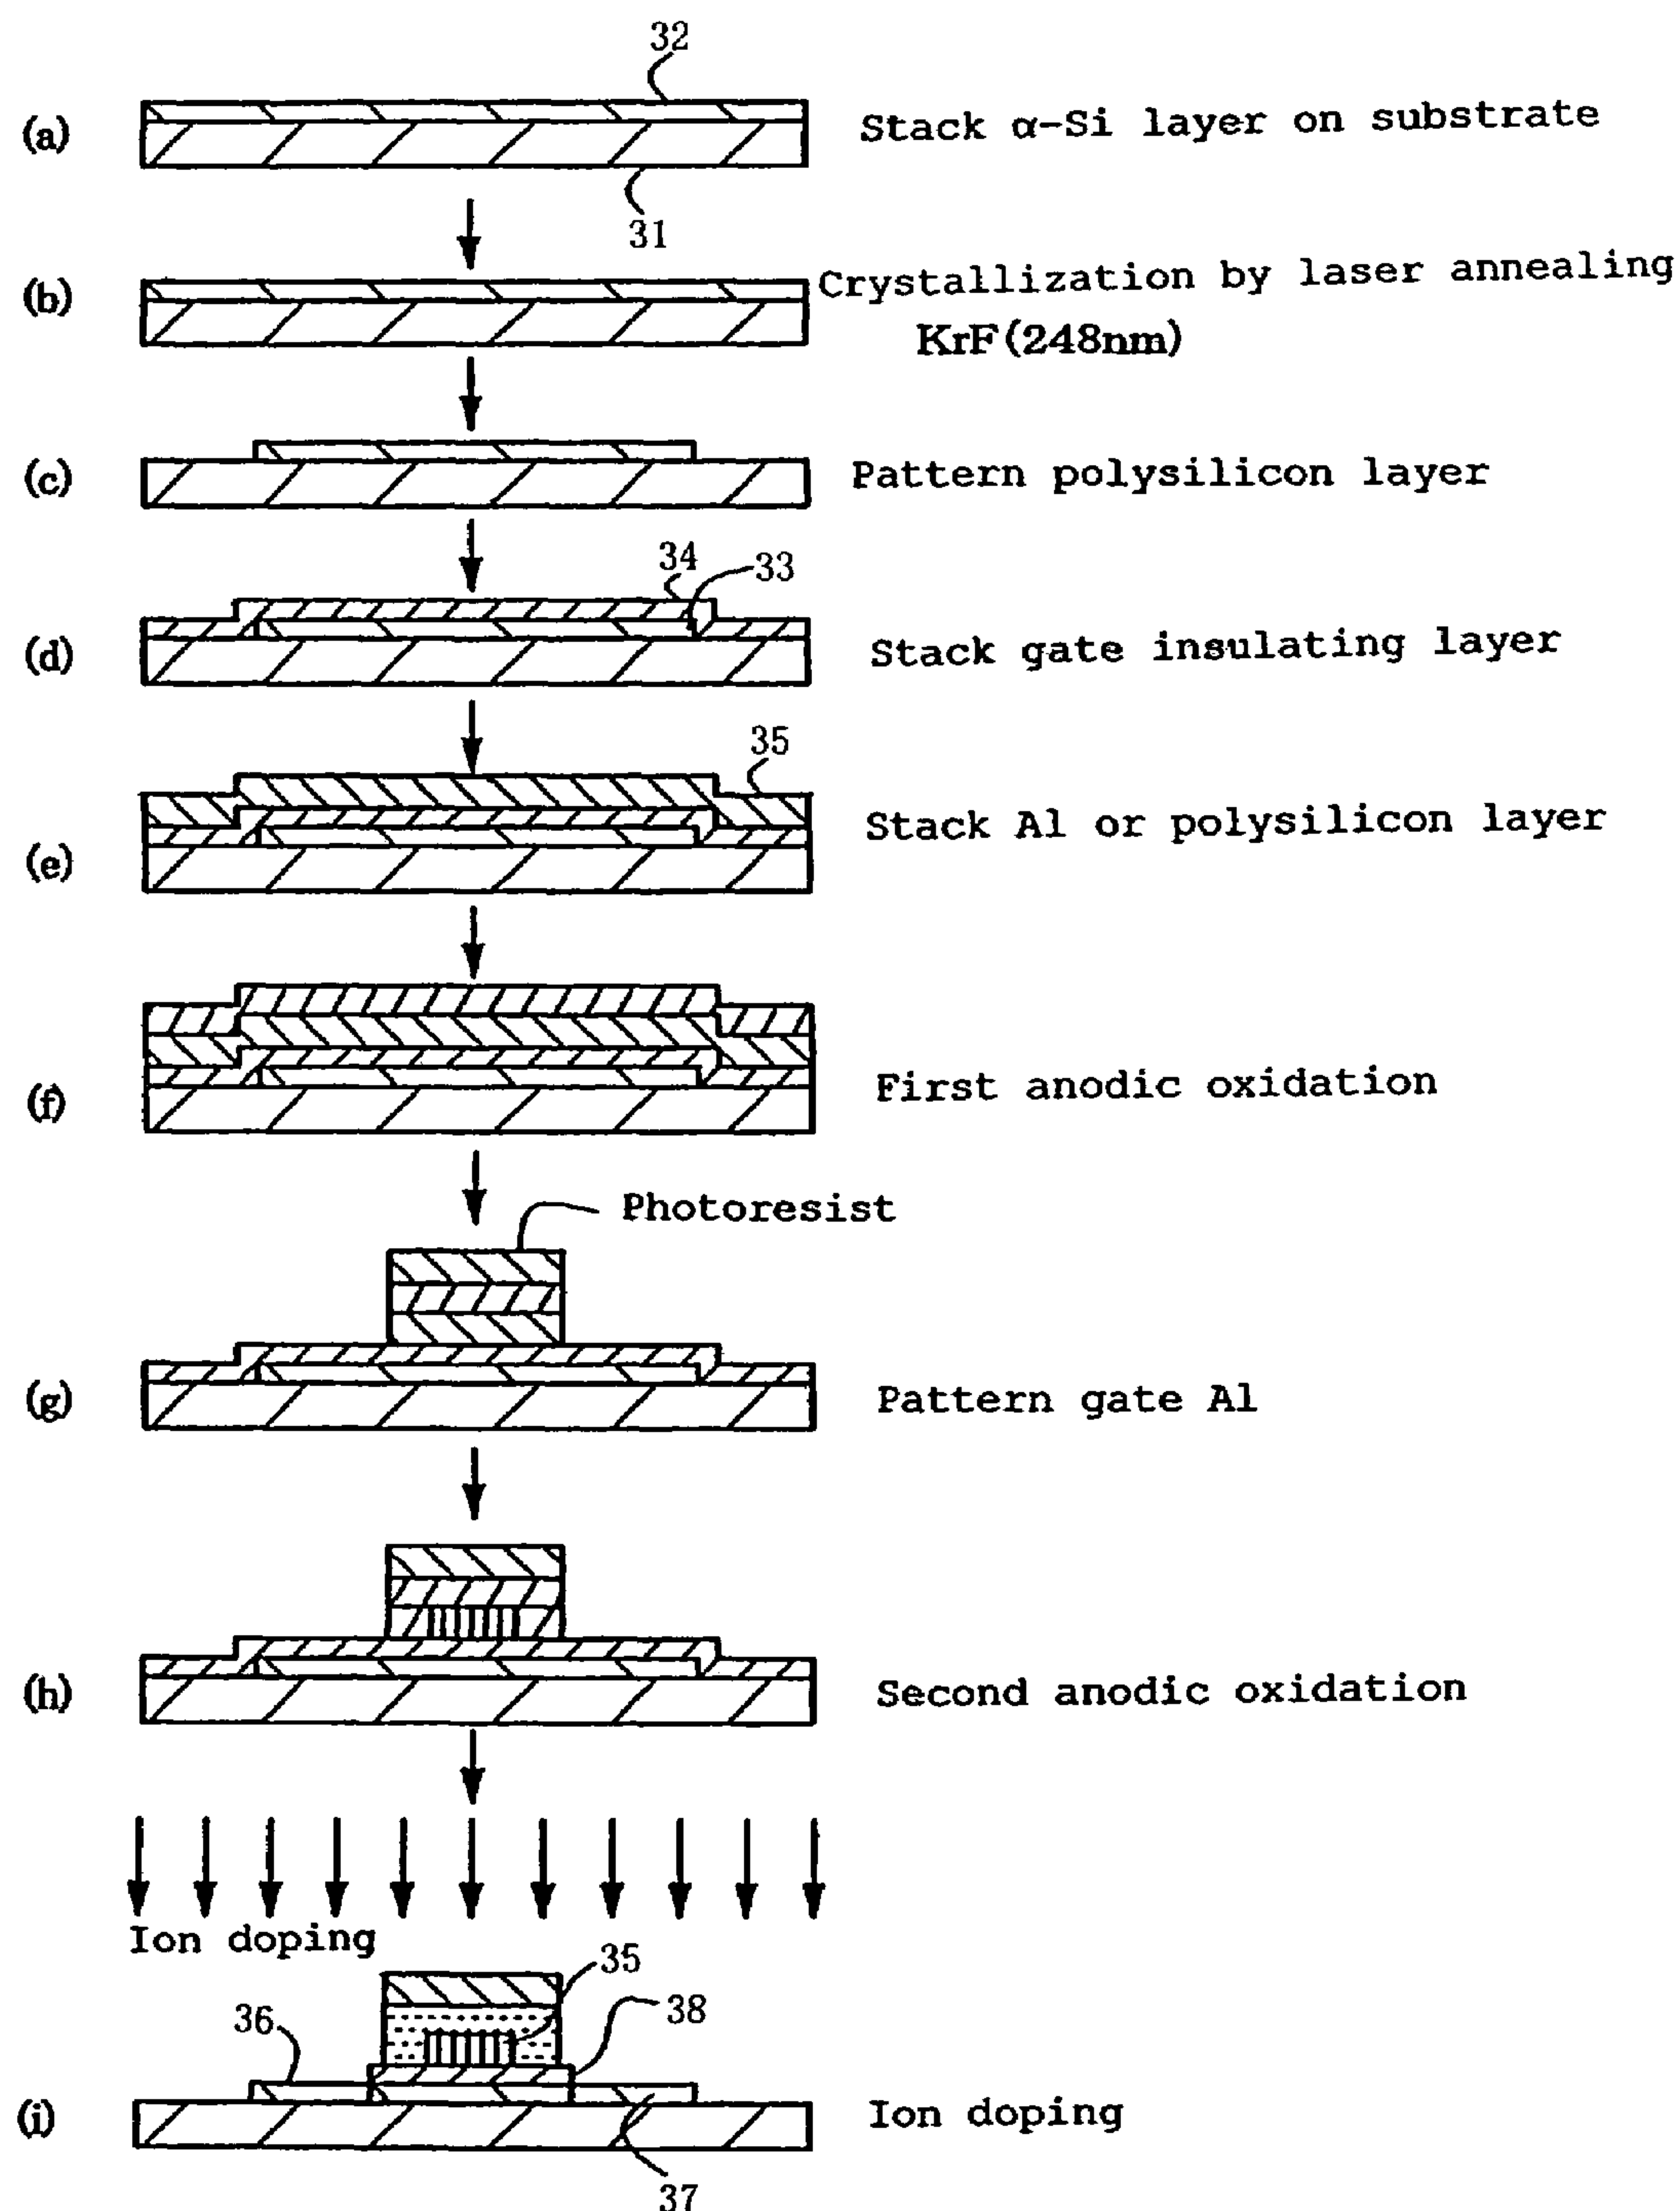 32
(a) Stack α-Si layer on substrate
31
(b) Crystallization by laser annealing
KrF(248nm)
(c) Pattern polysilicon layer
34 33
(d) Stack gate insulating layer
35
(e) Stack Al or polysilicon layer
(f) First anodic oxidation
Photoresist
(g) Pattern gate Al
(h) Second anodic oxidation
Ion doping
35
36 38
(i) Ion doping
37